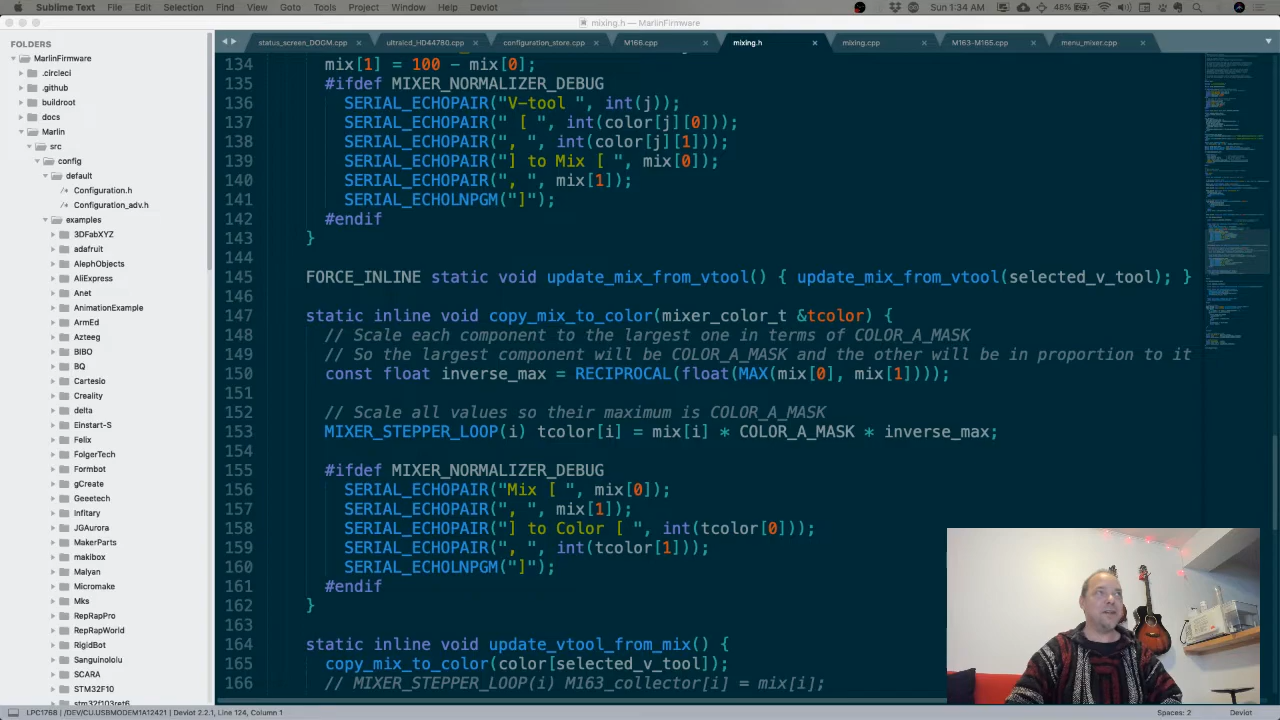 File Edit Selection Find View Goto Tools Project Window Help Deviot 48% Sun 1:34 AM
mixing.h — MarlinFirmware
FOLDERS
MarlinFirmware
.circleci
.github
buildroot
docs
Marlin
src
config
default
Configuration.h
Configuration_adv.h
examples
3DFabXYZ
adafruit
AlephObjects
AliExpress
Anet
AnimationExample
ArmEd
Azteeg
BIBO
BQ
Cartesio
Creality
delta
Einstart-S
Felix
FolgerTech
Formbot
gCreate
Geeetech
Infitary
JGAurora
MakerParts
makibox
Malyan
Micromake
Mks
RepRapPro
RepRapWorld
RigidBot
Sanguinololu
SCARA
STM32F10
stm32f103ret6
status_screen_DOGM.cpp ultralcd_HD44780.cpp configuration_store.cpp M166.cpp mixing.h mixing.cpp M163-M165.cpp menu_mixer.cpp
134 mix[1] = 100 - mix[0];
135 #ifdef MIXER_NORMALIZER_DEBUG
136 SERIAL_ECHOPAIR("V-tool ", int(j));
137 SERIAL_ECHOPAIR(" [ ", int(color[j][0]));
138 SERIAL_ECHOPAIR(", ", int(color[j][1]));
139 SERIAL_ECHOPAIR("] to Mix [ ", mix[0]);
140 SERIAL_ECHOPAIR(", ", mix[1]);
141 SERIAL_ECHOLNPGM("]");
142 #endif
143 }
144
145 FORCE_INLINE static void update_mix_from_vtool() { update_mix_from_vtool(selected_v_tool); }
146
147 static inline void copy_mix_to_color(mixer_color_t &tcolor) {
148 // Scale each component to the largest one in terms of COLOR_A_MASK
149 // So the largest component will be COLOR_A_MASK and the other will be in proportion to it
150 const float inverse_max = RECIPROCAL(float(MAX(mix[0], mix[1])));
151
152 // Scale all values so their maximum is COLOR_A_MASK
153 MIXER_STEPPER_LOOP(i) tcolor[i] = mix[i] * COLOR_A_MASK * inverse_max;
154
155 #ifdef MIXER_NORMALIZER_DEBUG
156 SERIAL_ECHOPAIR("Mix [ ", mix[0]);
157 SERIAL_ECHOPAIR(", ", mix[1]);
158 SERIAL_ECHOPAIR("] to Color [ ", int(tcolor[0]));
159 SERIAL_ECHOPAIR(", ", int(tcolor[1]));
160 SERIAL_ECHOLNPGM("]");
161 #endif
162 }
163
164 static inline void update_vtool_from_mix() {
165 copy_mix_to_color(color[selected_v_tool]);
166 // MIXER_STEPPER_LOOP(i) M163_collector[i] = mix[i];
LPC1768 | /DEV/CU.USBMODEM1A12421 | Deviot 2.2.1, Line 124, Column 1 Spaces: 2 Deviot